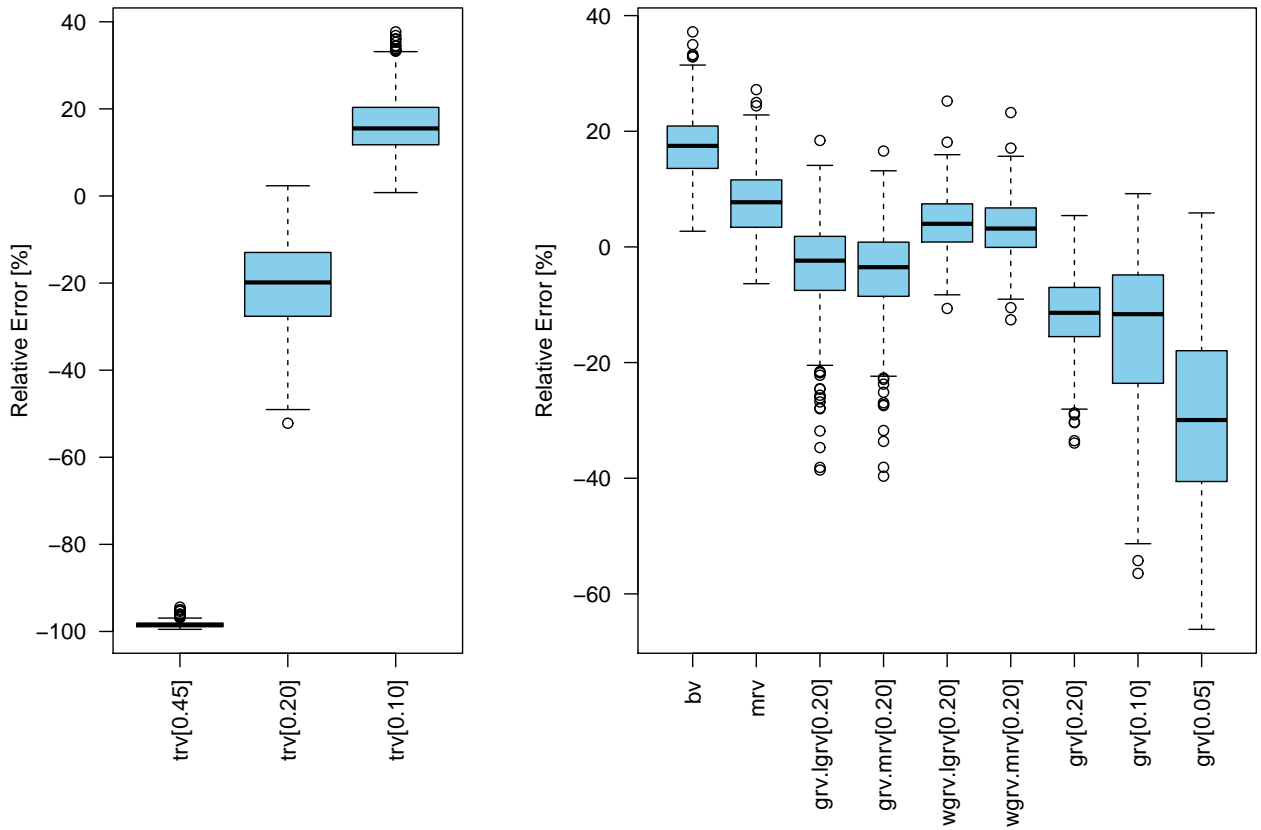 Relative Error [%]
40
20
0
−20
−40
−60
−80
−100
trv[0.45]
trv[0.20]
trv[0.10]
Relative Error [%]
40
20
0
−20
−40
−60
bv
mrv
grv.lgrv[0.20]
grv.mrv[0.20]
wgrv.lgrv[0.20]
wgrv.mrv[0.20]
grv[0.20]
grv[0.10]
grv[0.05]